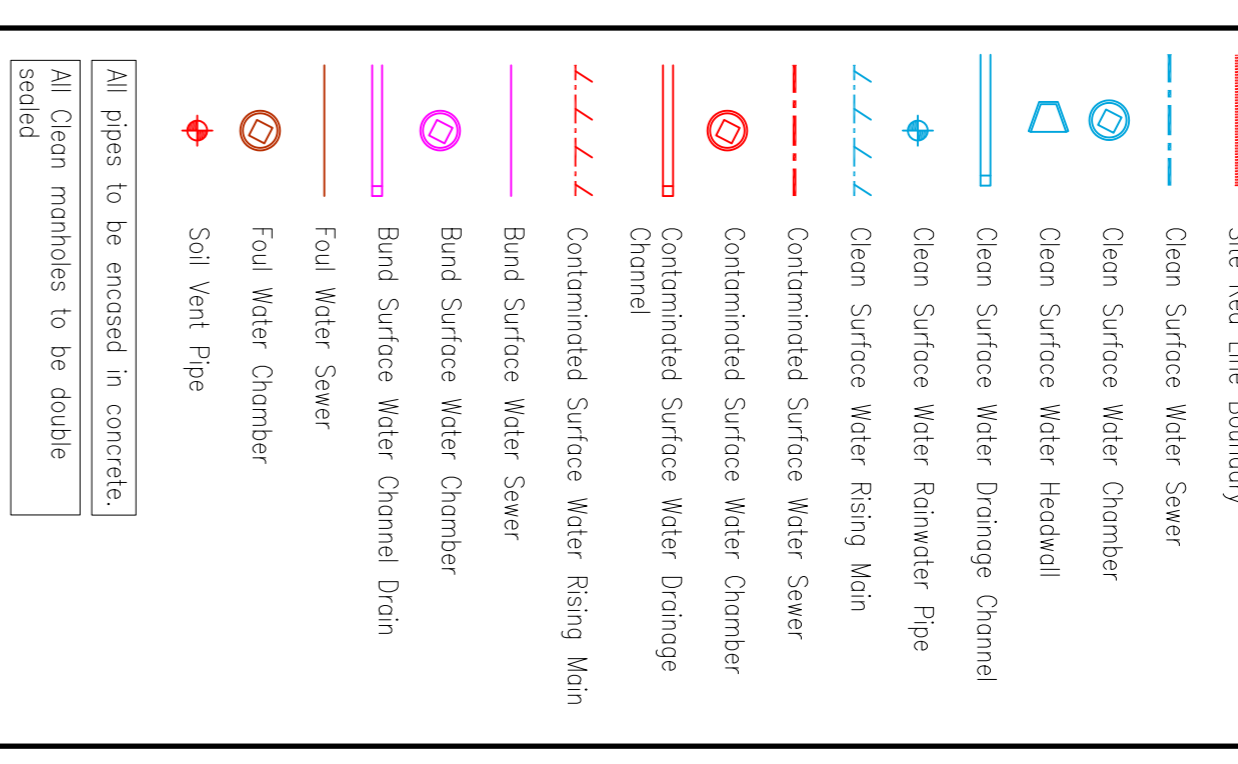 Site Red Line Boundary
Clean Surface Water Sewer
Clean Surface Water Chamber
Clean Surface Water Headwall
Clean Surface Water Drainage Channel
Clean Surface Water Rainwater Pipe
Clean Surface Water Rising Main
Contaminated Surface Water Sewer
Contaminated Surface Water Chamber
Contaminated Surface Water Drainage
Channel
Contaminated Surface Water Rising Main
Bund Surface Water Sewer
Bund Surface Water Chamber
Bund Surface Water Channel Drain
Foul Water Sewer
Foul Water Chamber
Soil Vent Pipe
All pipes to be encased in concrete.
All Clean manholes to be double
sealed